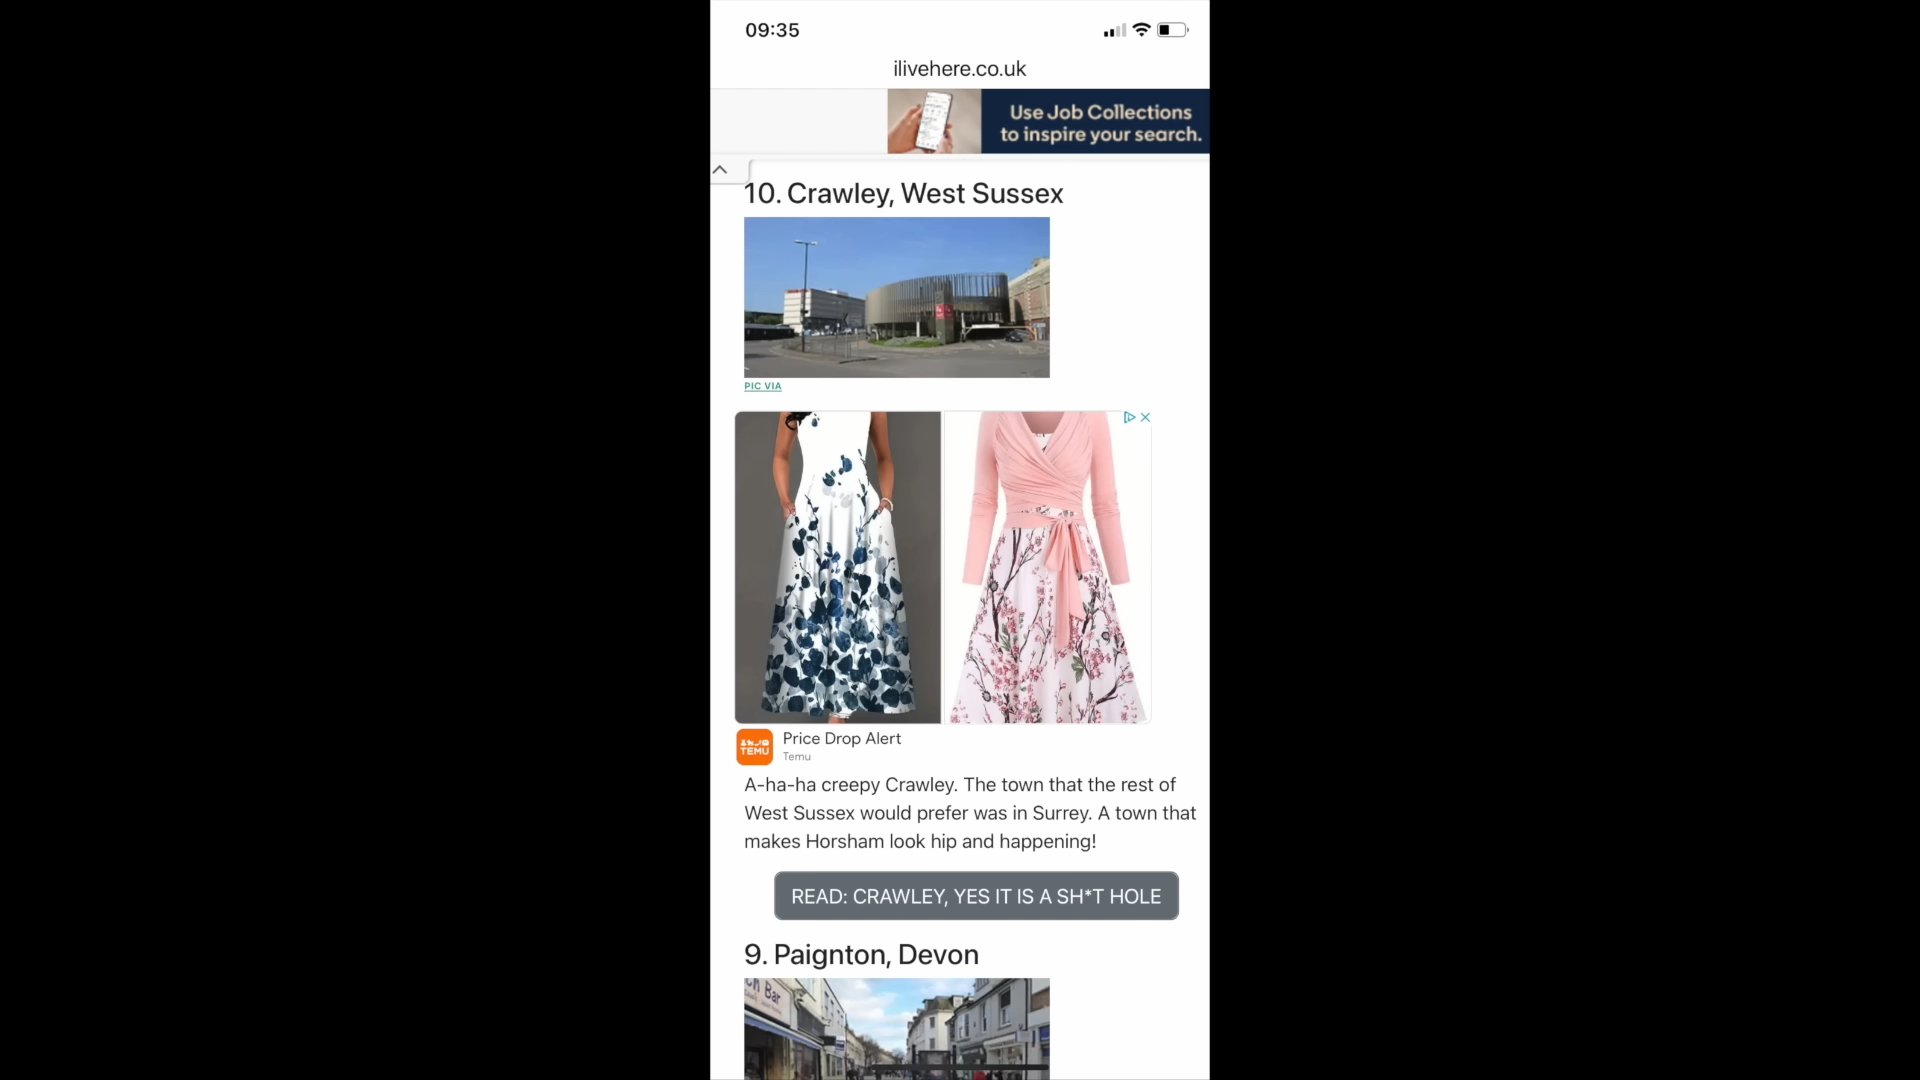 09:35
ilivehere.co.uk
Use Job Collections
to inspire your search.
10. Crawley, West Sussex
PIC VIA
TEMU
Price Drop Alert
Temu
A-ha-ha creepy Crawley. The town that the rest of
West Sussex would prefer was in Surrey. A town that
makes Horsham look hip and happening!
READ: CRAWLEY, YES IT IS A SH*T HOLE
9. Paignton, Devon
Bar